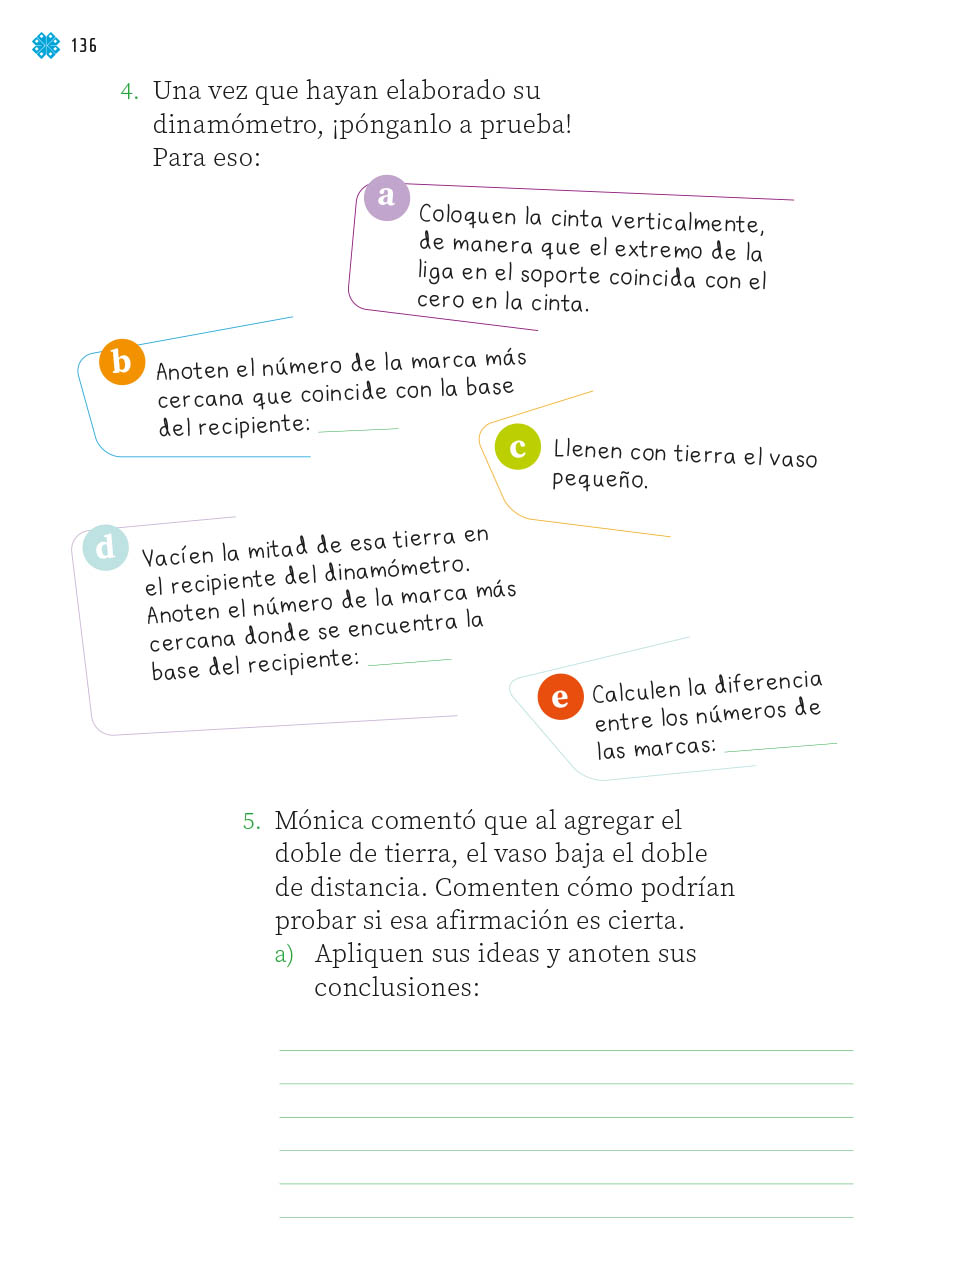 136
4. Una vez que hayan elaborado su
dinamómetro, ¡pónganlo a prueba!
Para eso:
a
Coloquen la cinta verticalmente,
de manera que el extremo de la
liga en el soporte coincida con el
cero en la cinta.
b
Anoten el número de la marca más
cercana que coincide con la base
del recipiente:
c
Llenen con tierra el vaso
pequeño.
d
Vacíen la mitad de esa tierra en
el recipiente del dinamómetro.
Anoten el número de la marca más
cercana donde se encuentra la
base del recipiente:
e
Calculen la diferencia
entre los números de
las marcas:
5. Mónica comentó que al agregar el
doble de tierra, el vaso baja el doble
de distancia. Comenten cómo podrían
probar si esa afirmación es cierta.
a) Apliquen sus ideas y anoten sus
conclusiones: